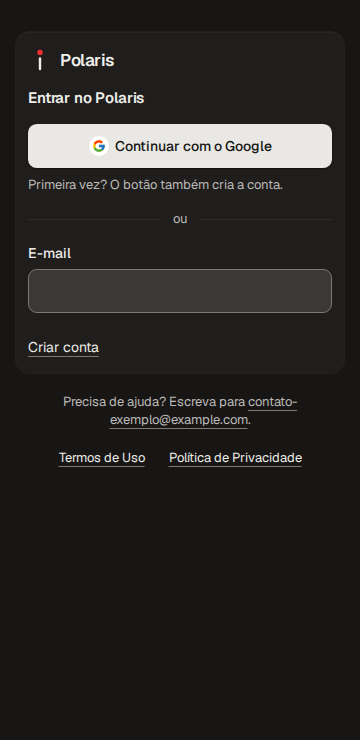 Polaris
Entrar no Polaris
Continuar com o Google
Primeira vez? O botão também cria a conta.
ou
E-mail
Criar conta
Precisa de ajuda? Escreva para contato-
exemplo@example.com.
Termos de Uso Política de Privacidade